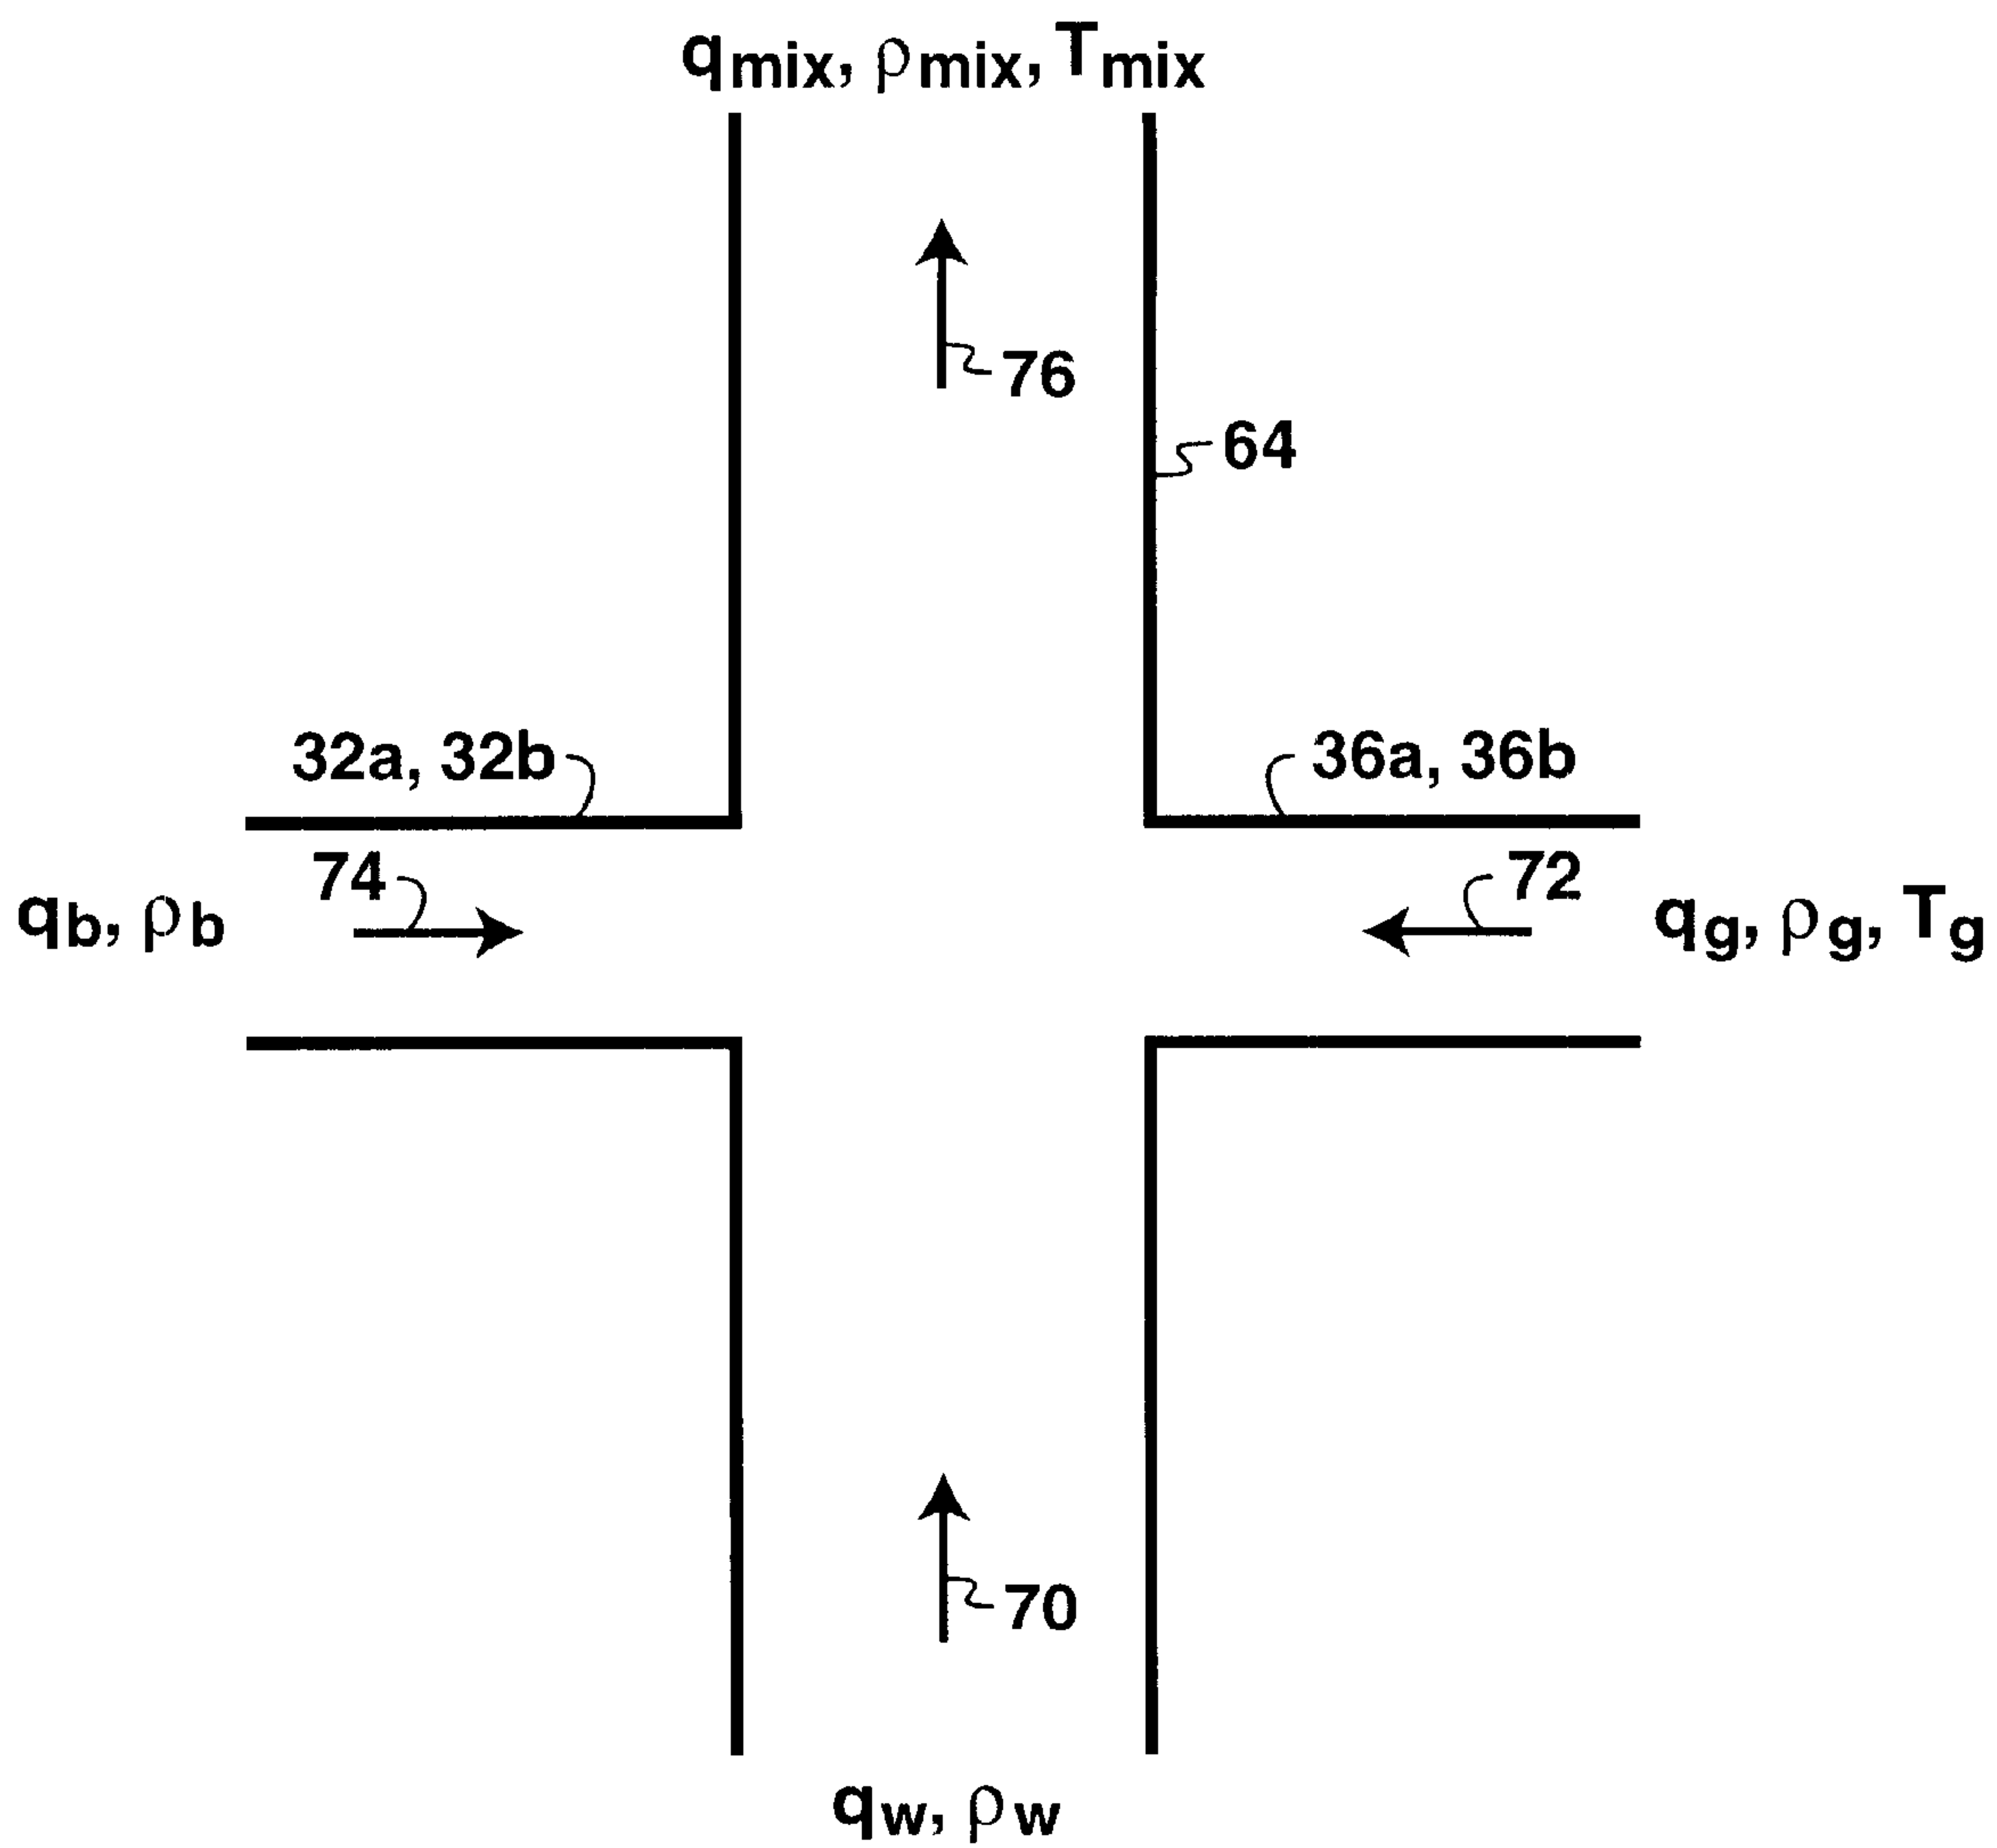 qmix, ρmix, Tmix
76
64
32a, 32b
36a, 36b
74
72
qb, ρb
qg, ρg, Tg
70
qw, ρw